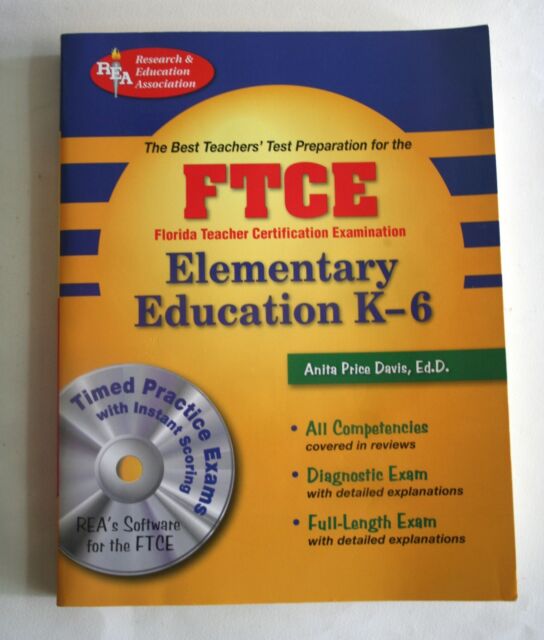 REA
Research &
Education
Association
The Best Teachers' Test Preparation for the
FTCE
Florida Teacher Certification Examination
Elementary
Education K–6
Anita Price Davis, Ed.D.
Timed Practice Exams
with Instant Scoring
REA's Software
for the FTCE
• All Competencies
covered in reviews
• Diagnostic Exam
with detailed explanations
• Full-Length Exam
with detailed explanations